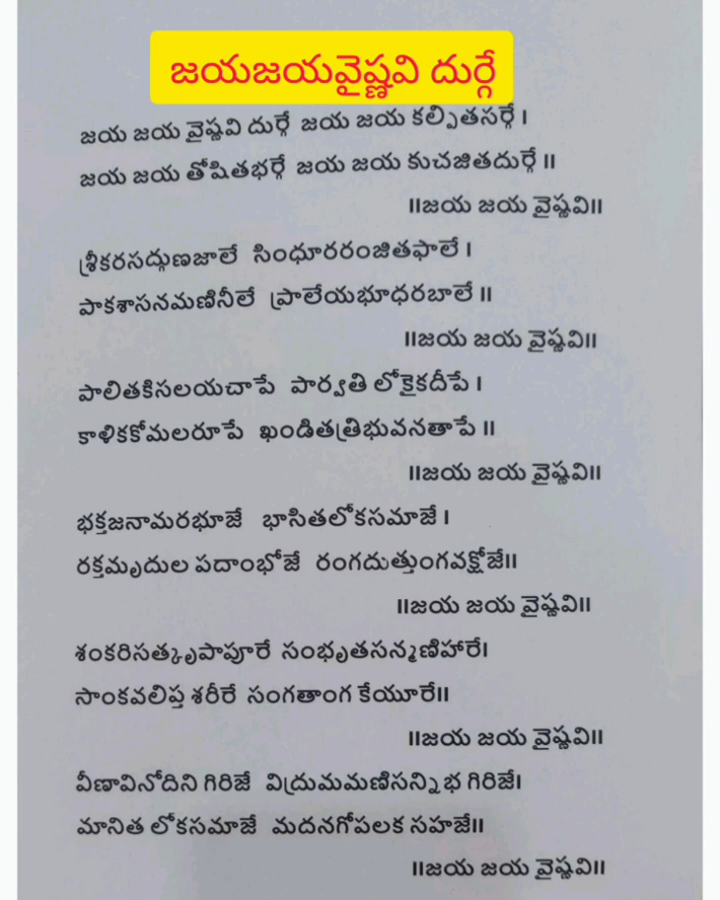 జయజయవైష్ణవి దుర్గే
జయ జయ వైష్ణవి దుర్గే జయ జయ కల్పితసర్గే ।
జయ జయ తోషితభర్గే జయ జయ కుచజితదుర్గే ॥
॥జయ జయ వైష్ణవి॥
శ్రీకరసద్గుణజాలే సింధూరరంజితఫాలే ।
పాకశాసనమణినీలే ప్రాలేయభూధరబాలే ॥
॥జయ జయ వైష్ణవి॥
పాలితకిసలయచాపే పార్వతి లోకైకదీపే ।
కాళికకోమలరూపే ఖండితత్రిభువనతాపే ॥
॥జయ జయ వైష్ణవి॥
భక్తజనామరభూజే భాసితలోకసమాజే ।
రక్తమృదుల పదాంభోజే రంగదుత్తుంగవక్షోజే॥
॥జయ జయ వైష్ణవి॥
శంకరిసత్కృపాపూరే సంభృతసన్మణిహారే।
సాంకవలిప్త శరీరే సంగతాంగ కేయూరే॥
॥జయ జయ వైష్ణవి॥
వీణావినోదిని గిరిజే విద్రుమమణిసన్నిభ గిరిజే।
మానిత లోకసమాజే మదనగోపలక సహజే॥
॥జయ జయ వైష్ణవి॥